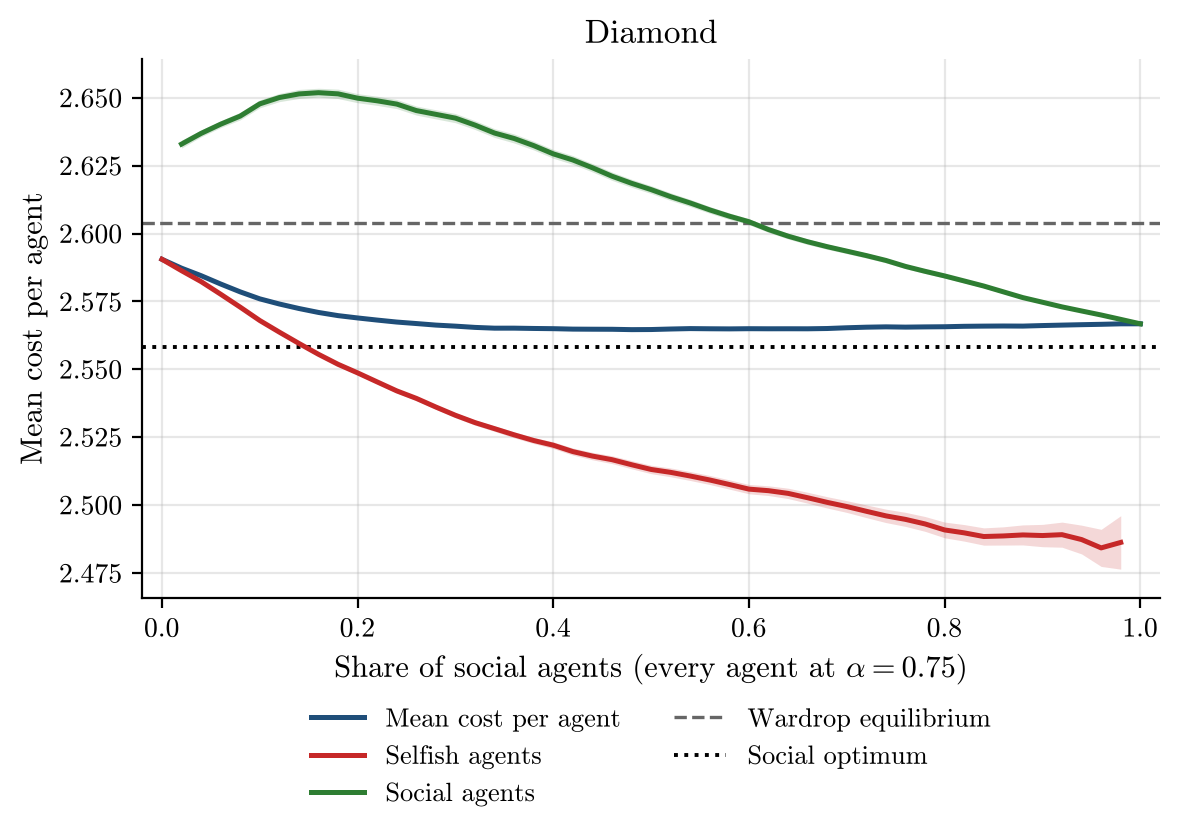 Diamond
Mean cost per agent
2.650
2.625
2.600
2.575
2.550
2.525
2.500
2.475
0.0 0.2 0.4 0.6 0.8 1.0
Share of social agents (every agent at α = 0.75)
Mean cost per agent
Selfish agents
Social agents
Wardrop equilibrium
Social optimum